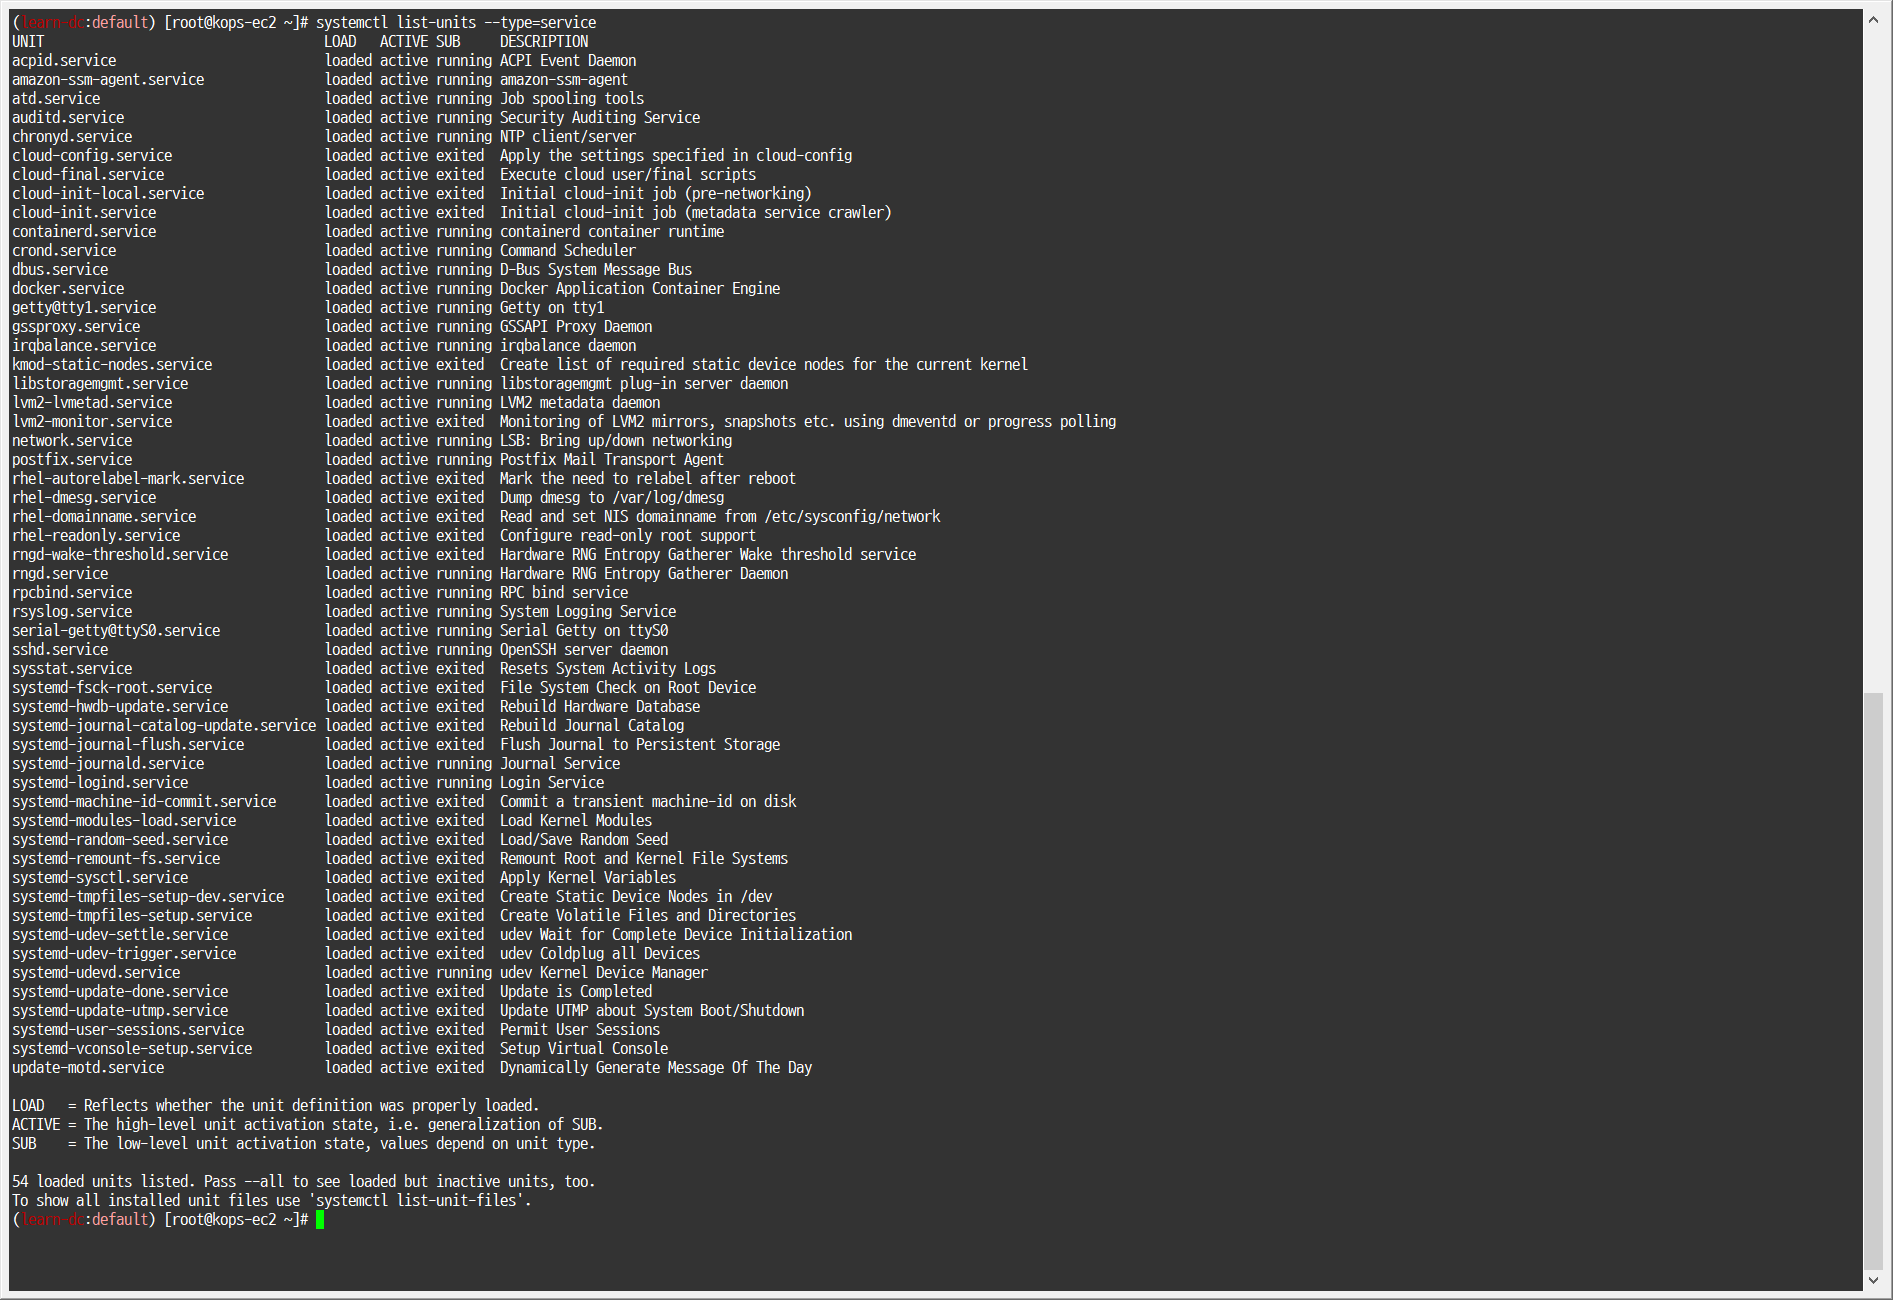 (learn-dc:default) [root@kops-ec2 ~]# systemctl list-units --type=service
UNIT LOAD ACTIVE SUB DESCRIPTION
acpid.service loaded active running ACPI Event Daemon
amazon-ssm-agent.service loaded active running amazon-ssm-agent
atd.service loaded active running Job spooling tools
auditd.service loaded active running Security Auditing Service
chronyd.service loaded active running NTP client/server
cloud-config.service loaded active exited Apply the settings specified in cloud-config
cloud-final.service loaded active exited Execute cloud user/final scripts
cloud-init-local.service loaded active exited Initial cloud-init job (pre-networking)
cloud-init.service loaded active exited Initial cloud-init job (metadata service crawler)
containerd.service loaded active running containerd container runtime
crond.service loaded active running Command Scheduler
dbus.service loaded active running D-Bus System Message Bus
docker.service loaded active running Docker Application Container Engine
getty@tty1.service loaded active running Getty on tty1
gssproxy.service loaded active running GSSAPI Proxy Daemon
irqbalance.service loaded active running irqbalance daemon
kmod-static-nodes.service loaded active exited Create list of required static device nodes for the current kernel
libstoragemgmt.service loaded active running libstoragemgmt plug-in server daemon
lvm2-lvmetad.service loaded active running LVM2 metadata daemon
lvm2-monitor.service loaded active exited Monitoring of LVM2 mirrors, snapshots etc. using dmeventd or progress polling
network.service loaded active running LSB: Bring up/down networking
postfix.service loaded active running Postfix Mail Transport Agent
rhel-autorelabel-mark.service loaded active exited Mark the need to relabel after reboot
rhel-dmesg.service loaded active exited Dump dmesg to /var/log/dmesg
rhel-domainname.service loaded active exited Read and set NIS domainname from /etc/sysconfig/network
rhel-readonly.service loaded active exited Configure read-only root support
rngd-wake-threshold.service loaded active exited Hardware RNG Entropy Gatherer Wake threshold service
rngd.service loaded active running Hardware RNG Entropy Gatherer Daemon
rpcbind.service loaded active running RPC bind service
rsyslog.service loaded active running System Logging Service
serial-getty@ttyS0.service loaded active running Serial Getty on ttyS0
sshd.service loaded active running OpenSSH server daemon
sysstat.service loaded active exited Resets System Activity Logs
systemd-fsck-root.service loaded active exited File System Check on Root Device
systemd-hwdb-update.service loaded active exited Rebuild Hardware Database
systemd-journal-catalog-update.service loaded active exited Rebuild Journal Catalog
systemd-journal-flush.service loaded active exited Flush Journal to Persistent Storage
systemd-journald.service loaded active running Journal Service
systemd-logind.service loaded active running Login Service
systemd-machine-id-commit.service loaded active exited Commit a transient machine-id on disk
systemd-modules-load.service loaded active exited Load Kernel Modules
systemd-random-seed.service loaded active exited Load/Save Random Seed
systemd-remount-fs.service loaded active exited Remount Root and Kernel File Systems
systemd-sysctl.service loaded active exited Apply Kernel Variables
systemd-tmpfiles-setup-dev.service loaded active exited Create Static Device Nodes in /dev
systemd-tmpfiles-setup.service loaded active exited Create Volatile Files and Directories
systemd-udev-settle.service loaded active exited udev Wait for Complete Device Initialization
systemd-udev-trigger.service loaded active exited udev Coldplug all Devices
systemd-udevd.service loaded active running udev Kernel Device Manager
systemd-update-done.service loaded active exited Update is Completed
systemd-update-utmp.service loaded active exited Update UTMP about System Boot/Shutdown
systemd-user-sessions.service loaded active exited Permit User Sessions
systemd-vconsole-setup.service loaded active exited Setup Virtual Console
update-motd.service loaded active exited Dynamically Generate Message Of The Day
LOAD = Reflects whether the unit definition was properly loaded.
ACTIVE = The high-level unit activation state, i.e. generalization of SUB.
SUB = The low-level unit activation state, values depend on unit type.
54 loaded units listed. Pass --all to see loaded but inactive units, too.
To show all installed unit files use 'systemctl list-unit-files'.
(learn-dc:default) [root@kops-ec2 ~]#